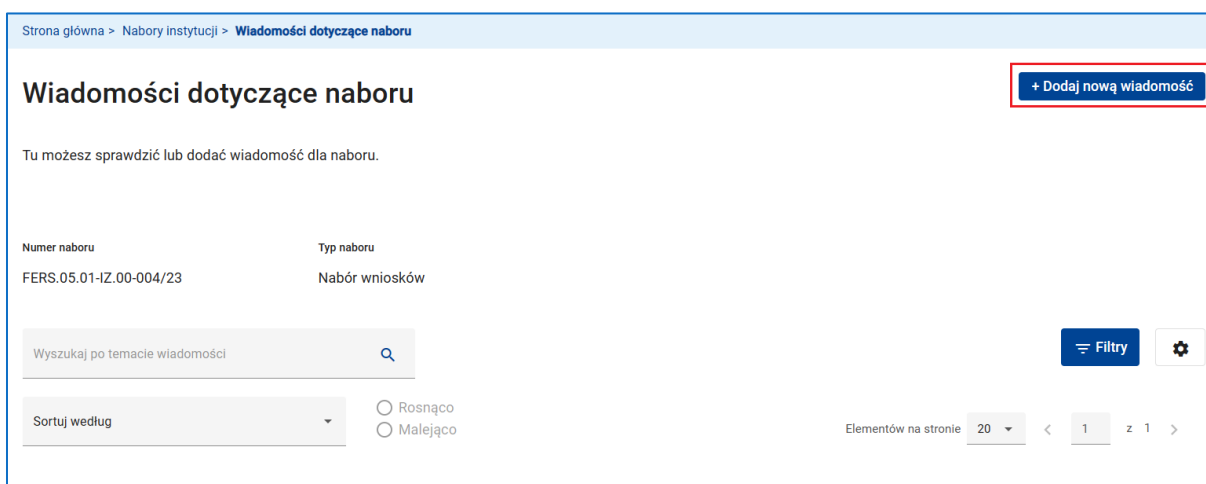 Strona główna > Nabory instytucji > Wiadomości dotyczące naboru
Wiadomości dotyczące naboru
+ Dodaj nową wiadomość
Tu możesz sprawdzić lub dodać wiadomość dla naboru.
Numer naboru
Typ naboru
FERS.05.01-IZ.00-004/23
Nabór wniosków
Wyszukaj po temacie wiadomości
Filtry
Sortuj według
Rosnąco
Malejąco
Elementów na stronie 20 < 1 z 1 >